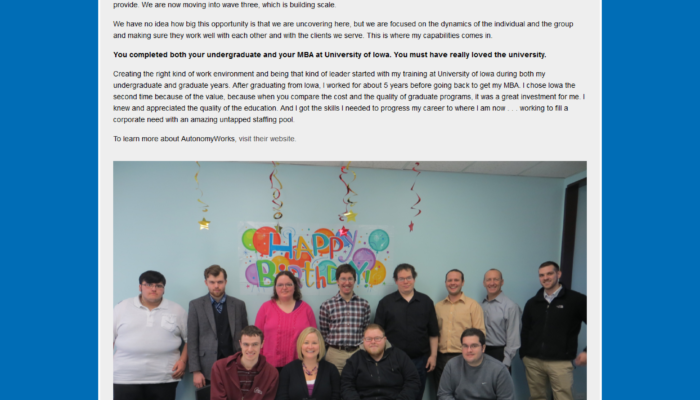 provide. We are now moving into wave three, which is building scale.
We have no idea how big this opportunity is that we are uncovering here, but we are focused on the dynamics of the individual and the group
and making sure they work well with each other and with the clients we serve. This is where my capabilities comes in.
You completed both your undergraduate and your MBA at University of Iowa. You must have really loved the university.
Creating the right kind of work environment and being that kind of leader started with my training at University of Iowa during both my
undergraduate and graduate years. After graduating from Iowa, I worked for about 5 years before going back to get my MBA. I chose Iowa the
second time because of the value, because when you compare the cost and the quality of graduate programs, it was a great investment for me. I
knew and appreciated the quality of the education. And I got the skills I needed to progress my career to where I am now . . . working to fill a
corporate need with an amazing untapped staffing pool.
To learn more about AutonomyWorks, visit their website.
HAPPY
BiRTHDAY!